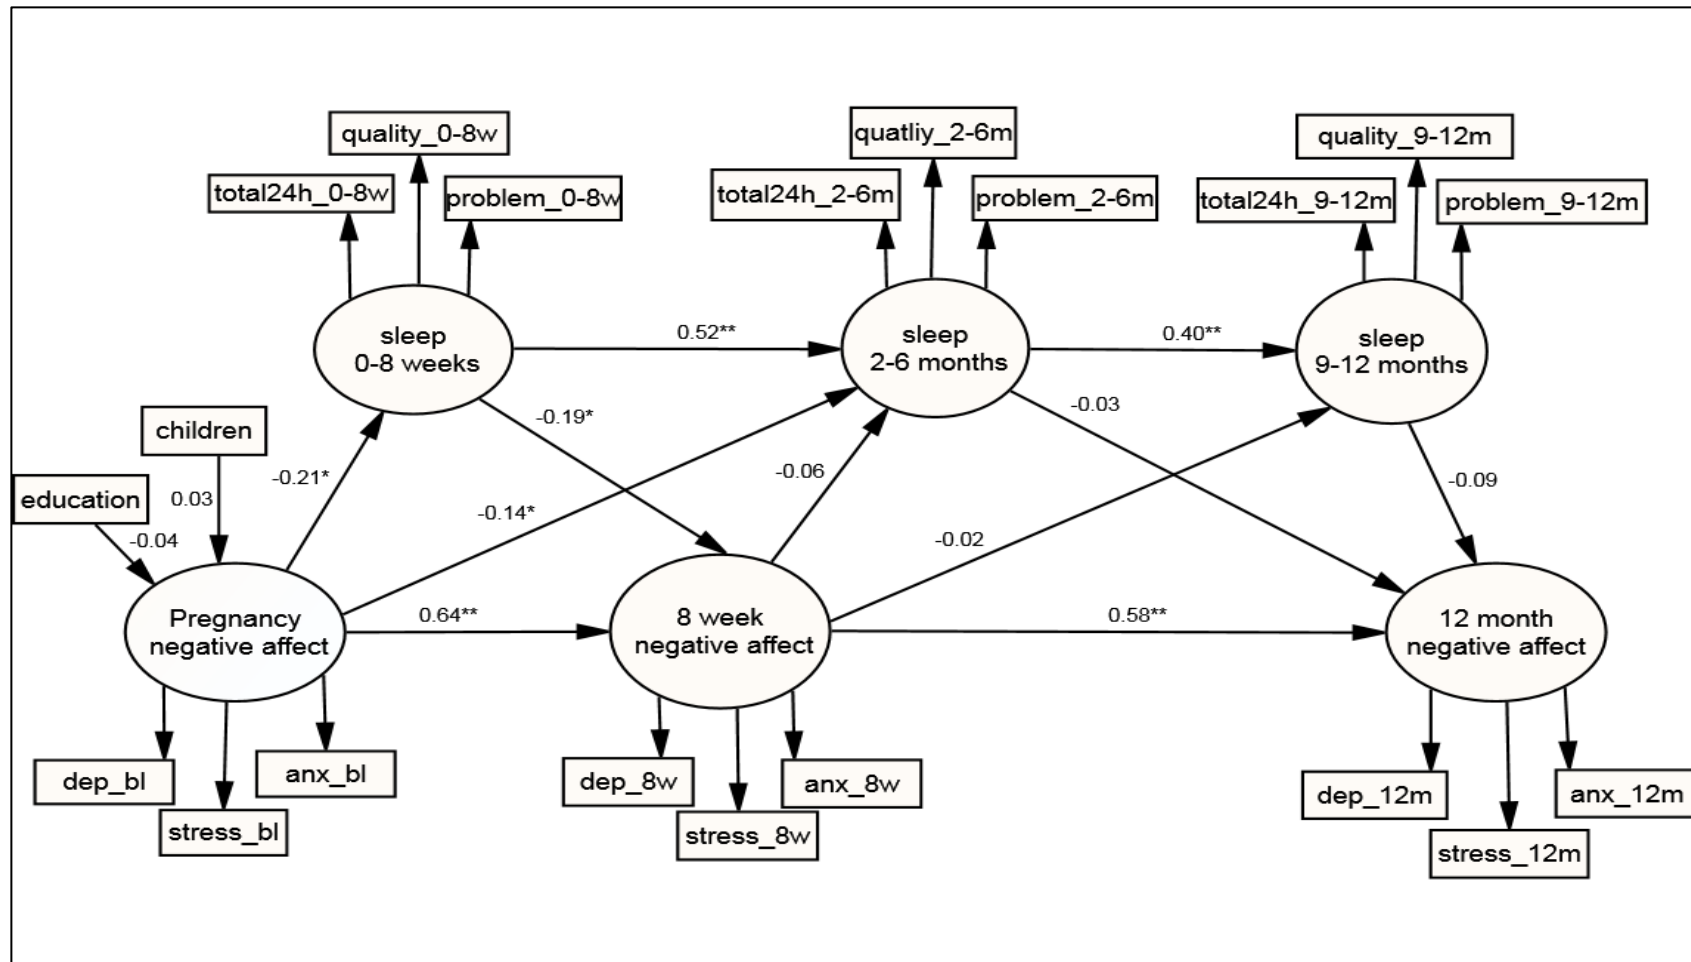 quality_0-8w
total24h_0-8w
problem_0-8w
quatliy_2-6m
total24h_2-6m
problem_2-6m
quality_9-12m
total24h_9-12m
problem_9-12m
sleep
0-8 weeks
0.52**
sleep
2-6 months
0.40**
sleep
9-12 months
children
education
0.03
-0.04
-0.21*
-0.19*
-0.14*
-0.06
-0.03
-0.02
-0.09
Pregnancy
negative affect
0.64**
8 week
negative affect
0.58**
12 month
negative affect
dep_bl
stress_bl
anx_bl
dep_8w
stress_8w
anx_8w
dep_12m
stress_12m
anx_12m